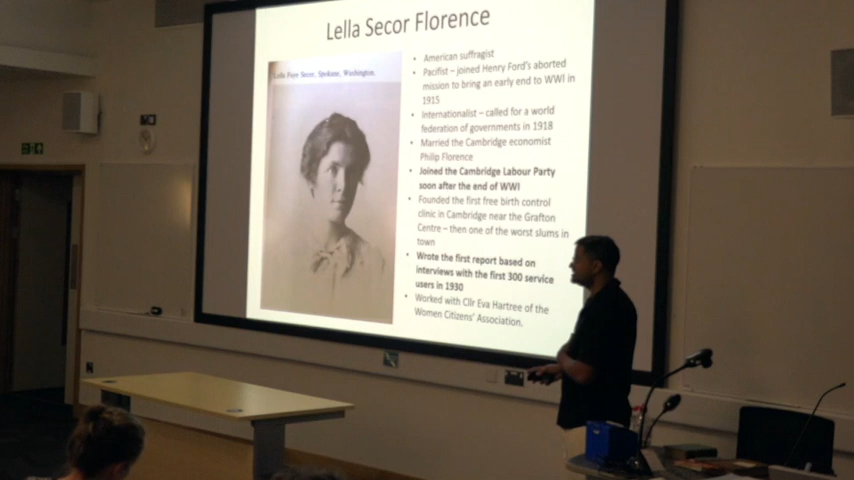 Lella Secor Florence
Lella Faye Secor, Spokane, Washington.
• American suffragist
• Pacifist – joined Henry Ford's aborted
mission to bring an early end to WWI in
1915
• Internationalist – called for a world
federation of governments in 1918
• Married the Cambridge economist
Philip Florence
• Joined the Cambridge Labour Party
soon after the end of WWI
• Founded the first free birth control
clinic in Cambridge near the Grafton
Centre – then one of the worst slums in
town
• Wrote the first report based on
interviews with the first 300 service
users in 1930
• Worked with Cllr Eva Hartree of the
Women Citizens' Association.